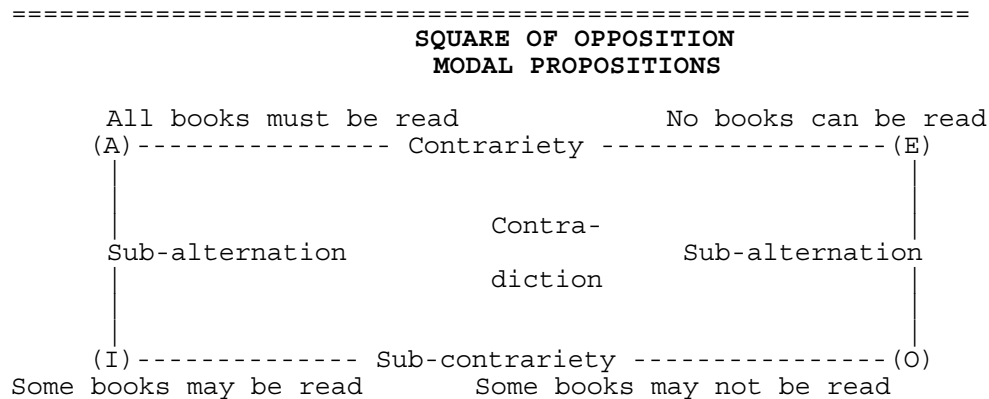 ==============================================================
SQUARE OF OPPOSITION
MODAL PROPOSITIONS
All books must be read No books can be read
(A)---------------- Contrariety ------------------(E)
Contra-
Sub-alternation Sub-alternation
diction
(I)-------------- Sub-contrariety ----------------(O)
Some books may be read Some books may not be read